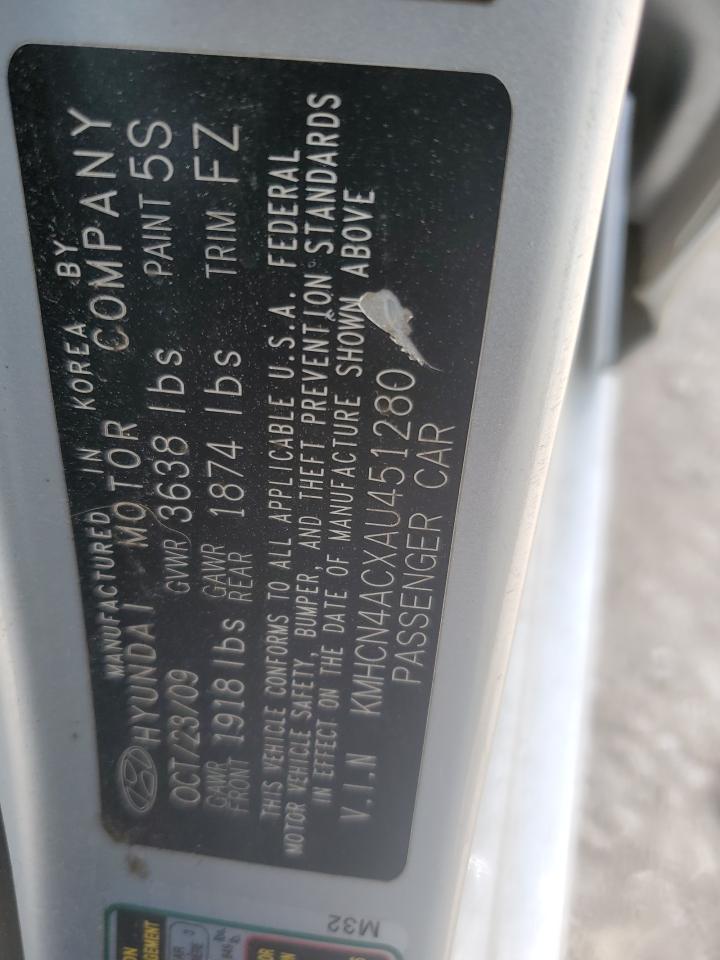 MANUFACTURED IN KOREA BY
HYUNDAI MOTOR COMPANY
OCT/23/09 GVWR 3638 lbs PAINT 5S
GAWR FRONT 1918 lbs GAWR REAR 1874 lbs TRIM FZ
THIS VEHICLE CONFORMS TO ALL APPLICABLE U.S.A. FEDERAL
MOTOR VEHICLE SAFETY, BUMPER, AND THEFT PREVENTION STANDARDS
IN EFFECT ON THE DATE OF MANUFACTURE SHOWN ABOVE
V.I.N KMHCN4ACXAU451280
PASSENGER CAR
M32